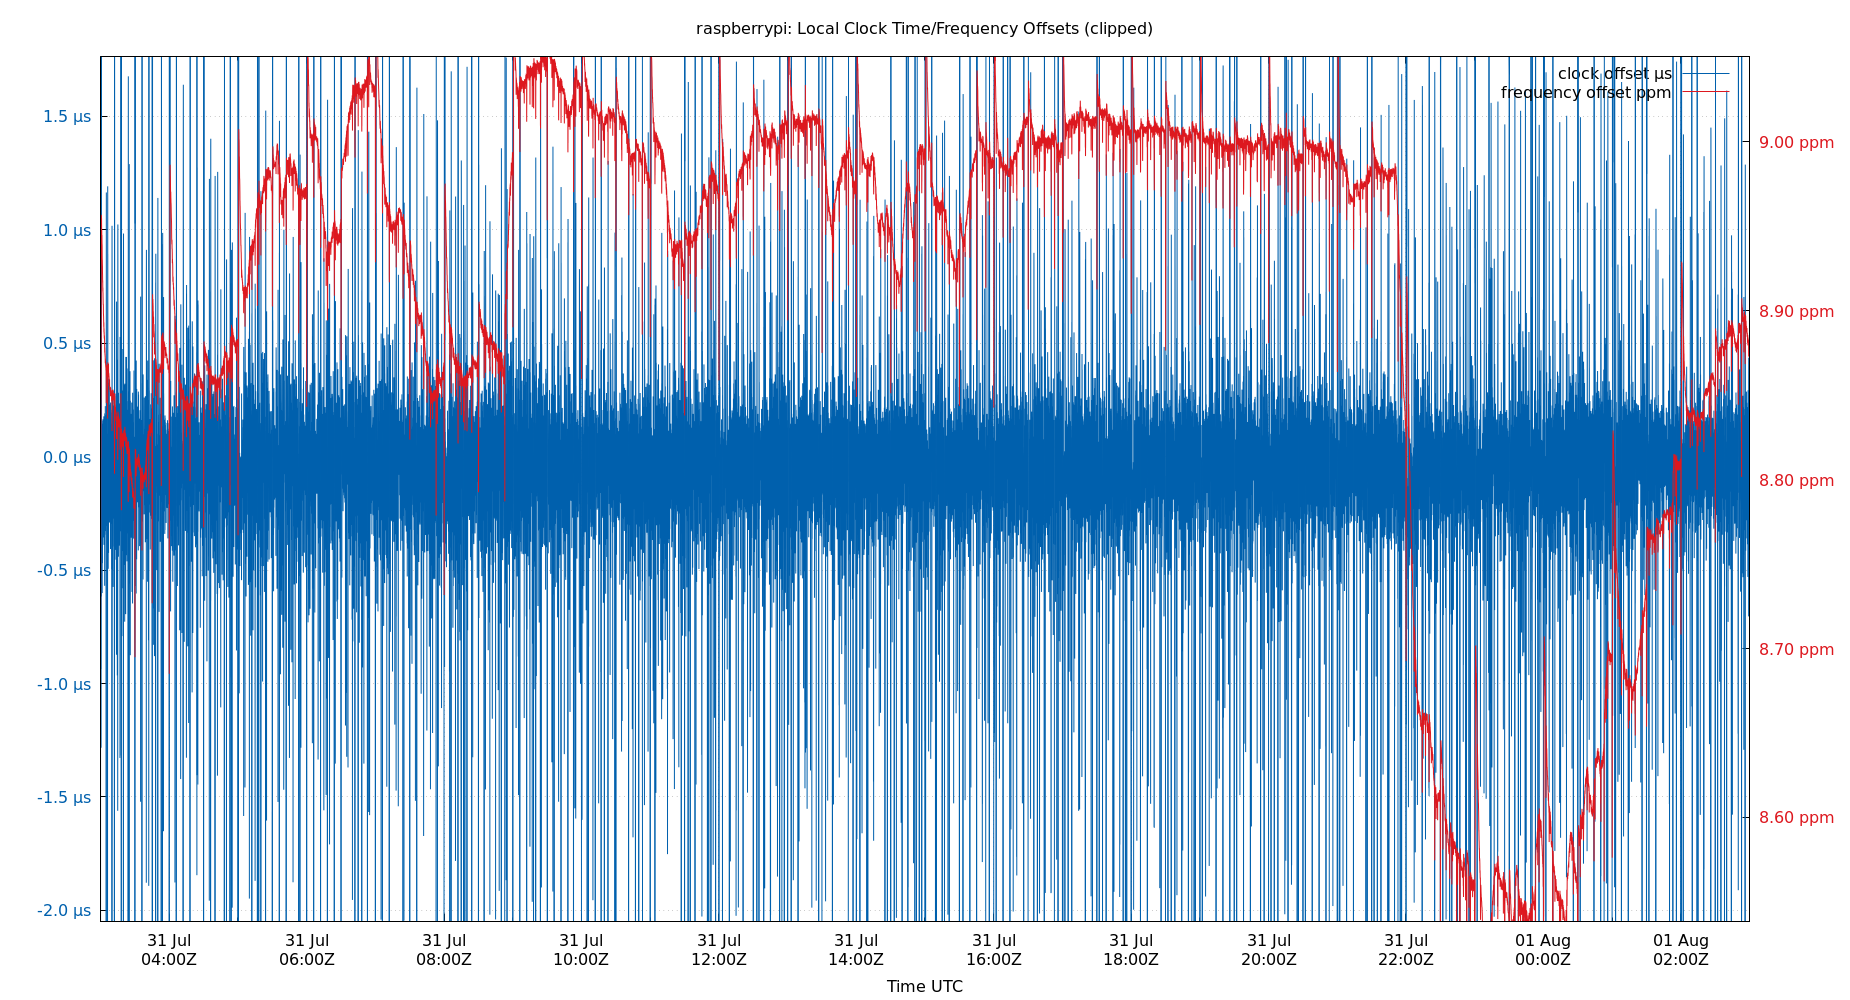 raspberrypi: Local Clock Time/Frequency Offsets (clipped)
clock offset µs
frequency offset ppm
1.5 µs
1.0 µs
0.5 µs
0.0 µs
-0.5 µs
-1.0 µs
-1.5 µs
-2.0 µs
9.00 ppm
8.90 ppm
8.80 ppm
8.70 ppm
8.60 ppm
31 Jul 31 Jul 31 Jul 31 Jul 31 Jul 31 Jul 31 Jul 31 Jul 31 Jul 31 Jul 01 Aug 01 Aug
04:00Z 06:00Z 08:00Z 10:00Z 12:00Z 14:00Z 16:00Z 18:00Z 20:00Z 22:00Z 00:00Z 02:00Z
Time UTC